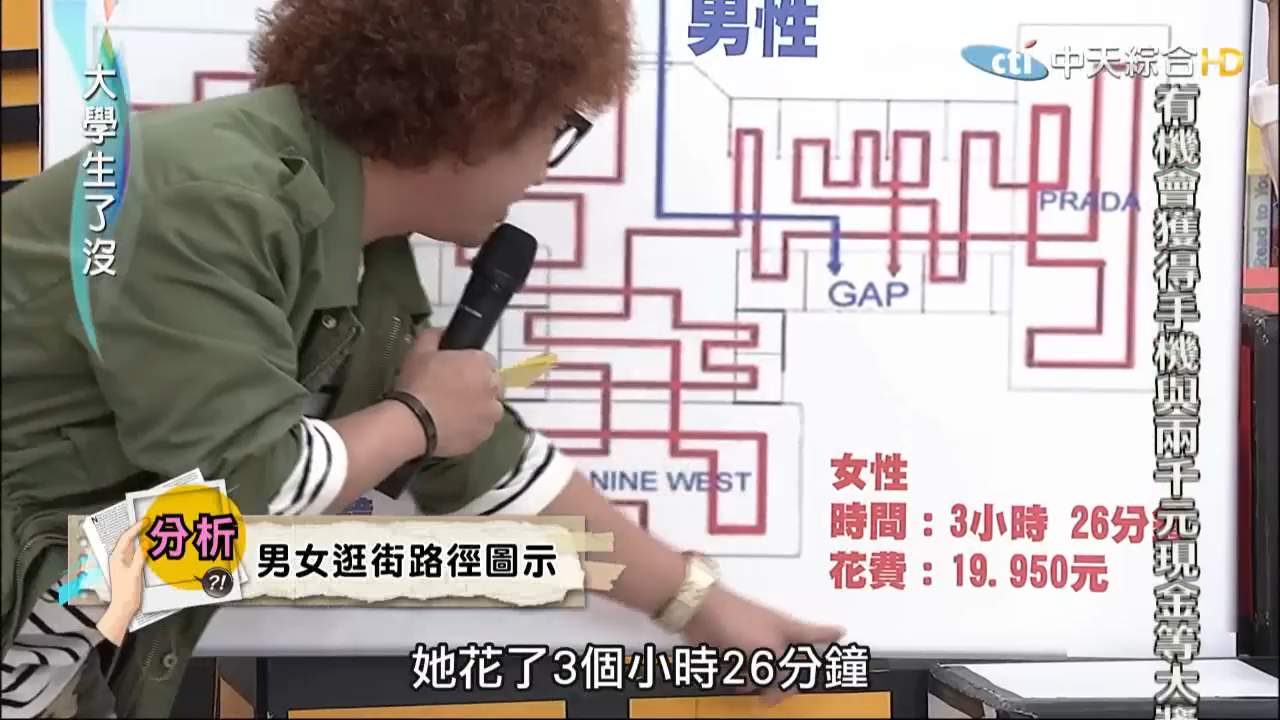 大學生了沒
男性
cti 中天綜合HD
PRADA
GAP
NINE WEST
女性
時間：3小時 26分
花費：19.950元
有機會獲得手機與兩千元現金等大獎
分析
?!
男女逛街路徑圖示
她花了3個小時26分鐘